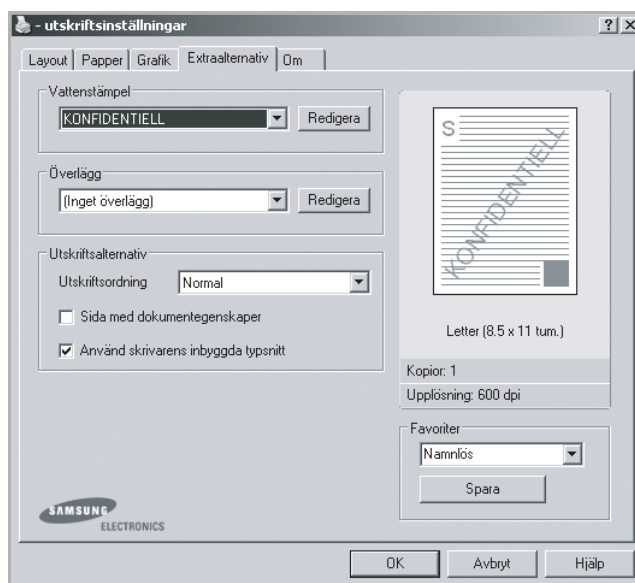 - utskriftsinställningar
Layout Papper Grafik Extraalternativ Om
Vattenstämpel
KONFIDENTIELL Redigera
Överlägg
(Inget överlägg) Redigera
Utskriftsalternativ
Utskriftsordning Normal
Sida med dokumentegenskaper
Använd skrivarens inbyggda typsnitt
S
KONFIDENTIELL
Letter (8.5 x 11 tum.)
Kopior: 1
Upplösning: 600 dpi
Favoriter
Namnlös
Spara
SAMSUNG
ELECTRONICS
OK Avbryt Hjälp